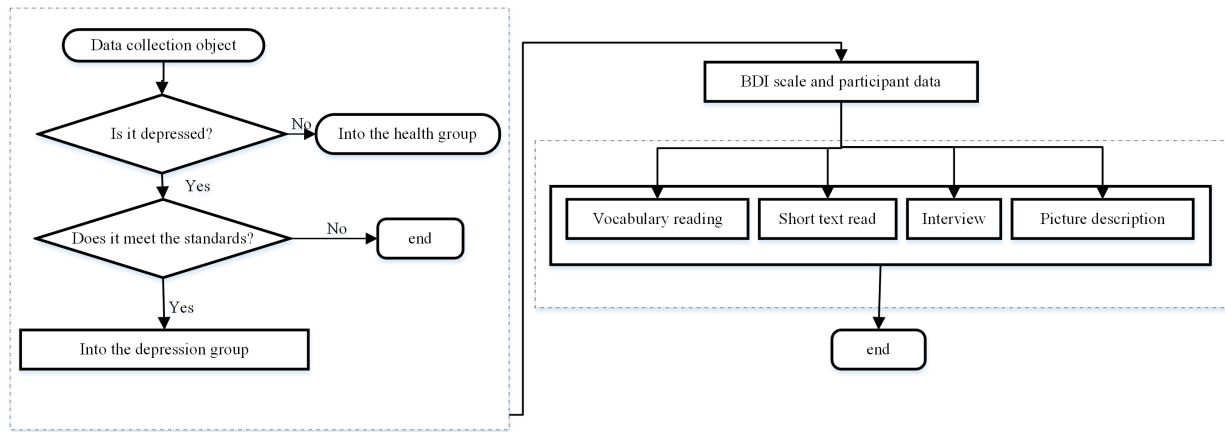 Data collection object
Is it depressed?
No
Into the health group
Yes
Does it meet the standards?
No
end
Yes
Into the depression group
BDI scale and participant data
Vocabulary reading
Short text read
Interview
Picture description
end